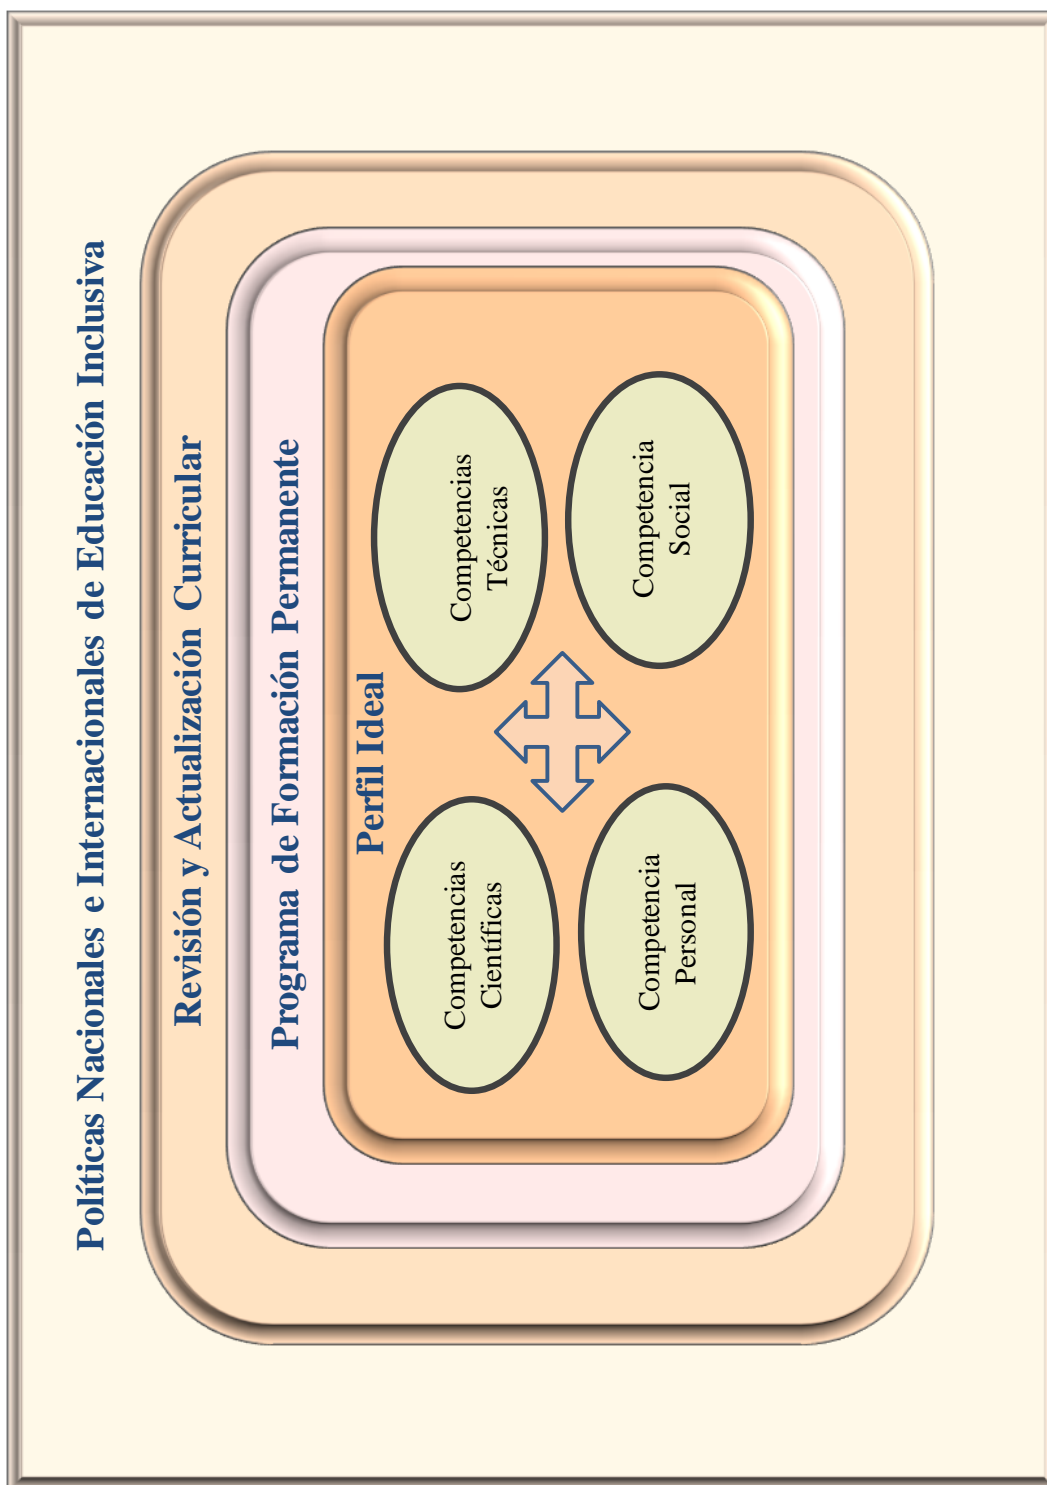 Políticas Nacionales e Internacionales de Educación Inclusiva
Revisión y Actualización Curricular
Programa de Formación Permanente
Perfil Ideal
Competencias
Científicas
Competencias
Técnicas
Competencia
Personal
Competencia
Social